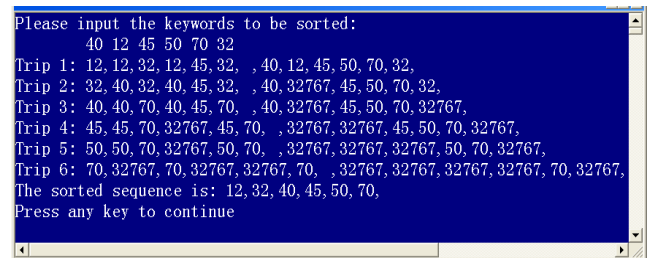 Please input the keywords to be sorted:
40 12 45 50 70 32
Trip 1: 12,12,32,12,45,32, ,40,12,45,50,70,32,
Trip 2: 32,40,32,40,45,32, ,40,32767,45,50,70,32,
Trip 3: 40,40,70,40,45,70, ,40,32767,45,50,70,32767,
Trip 4: 45,45,70,32767,45,70, ,32767,32767,45,50,70,32767,
Trip 5: 50,50,70,32767,50,70, ,32767,32767,32767,50,70,32767,
Trip 6: 70,32767,70,32767,32767,70, ,32767,32767,32767,32767,70,32767,
The sorted sequence is: 12,32,40,45,50,70,
Press any key to continue